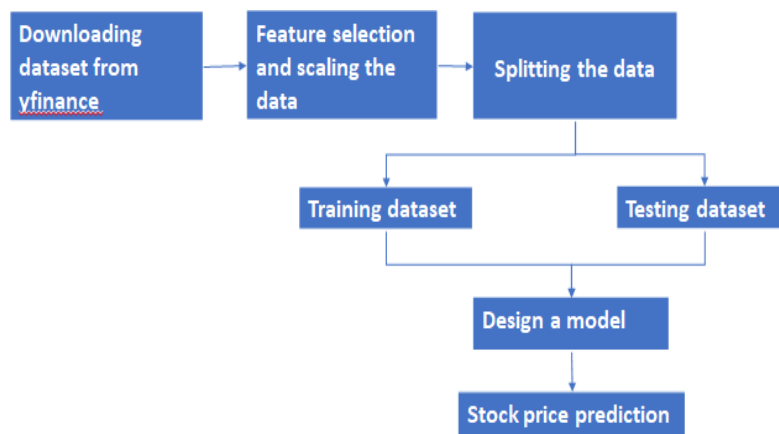 Downloading
dataset from
yfinance
Feature selection
and scaling the
data
Splitting the data
Training dataset
Testing dataset
Design a model
Stock price prediction